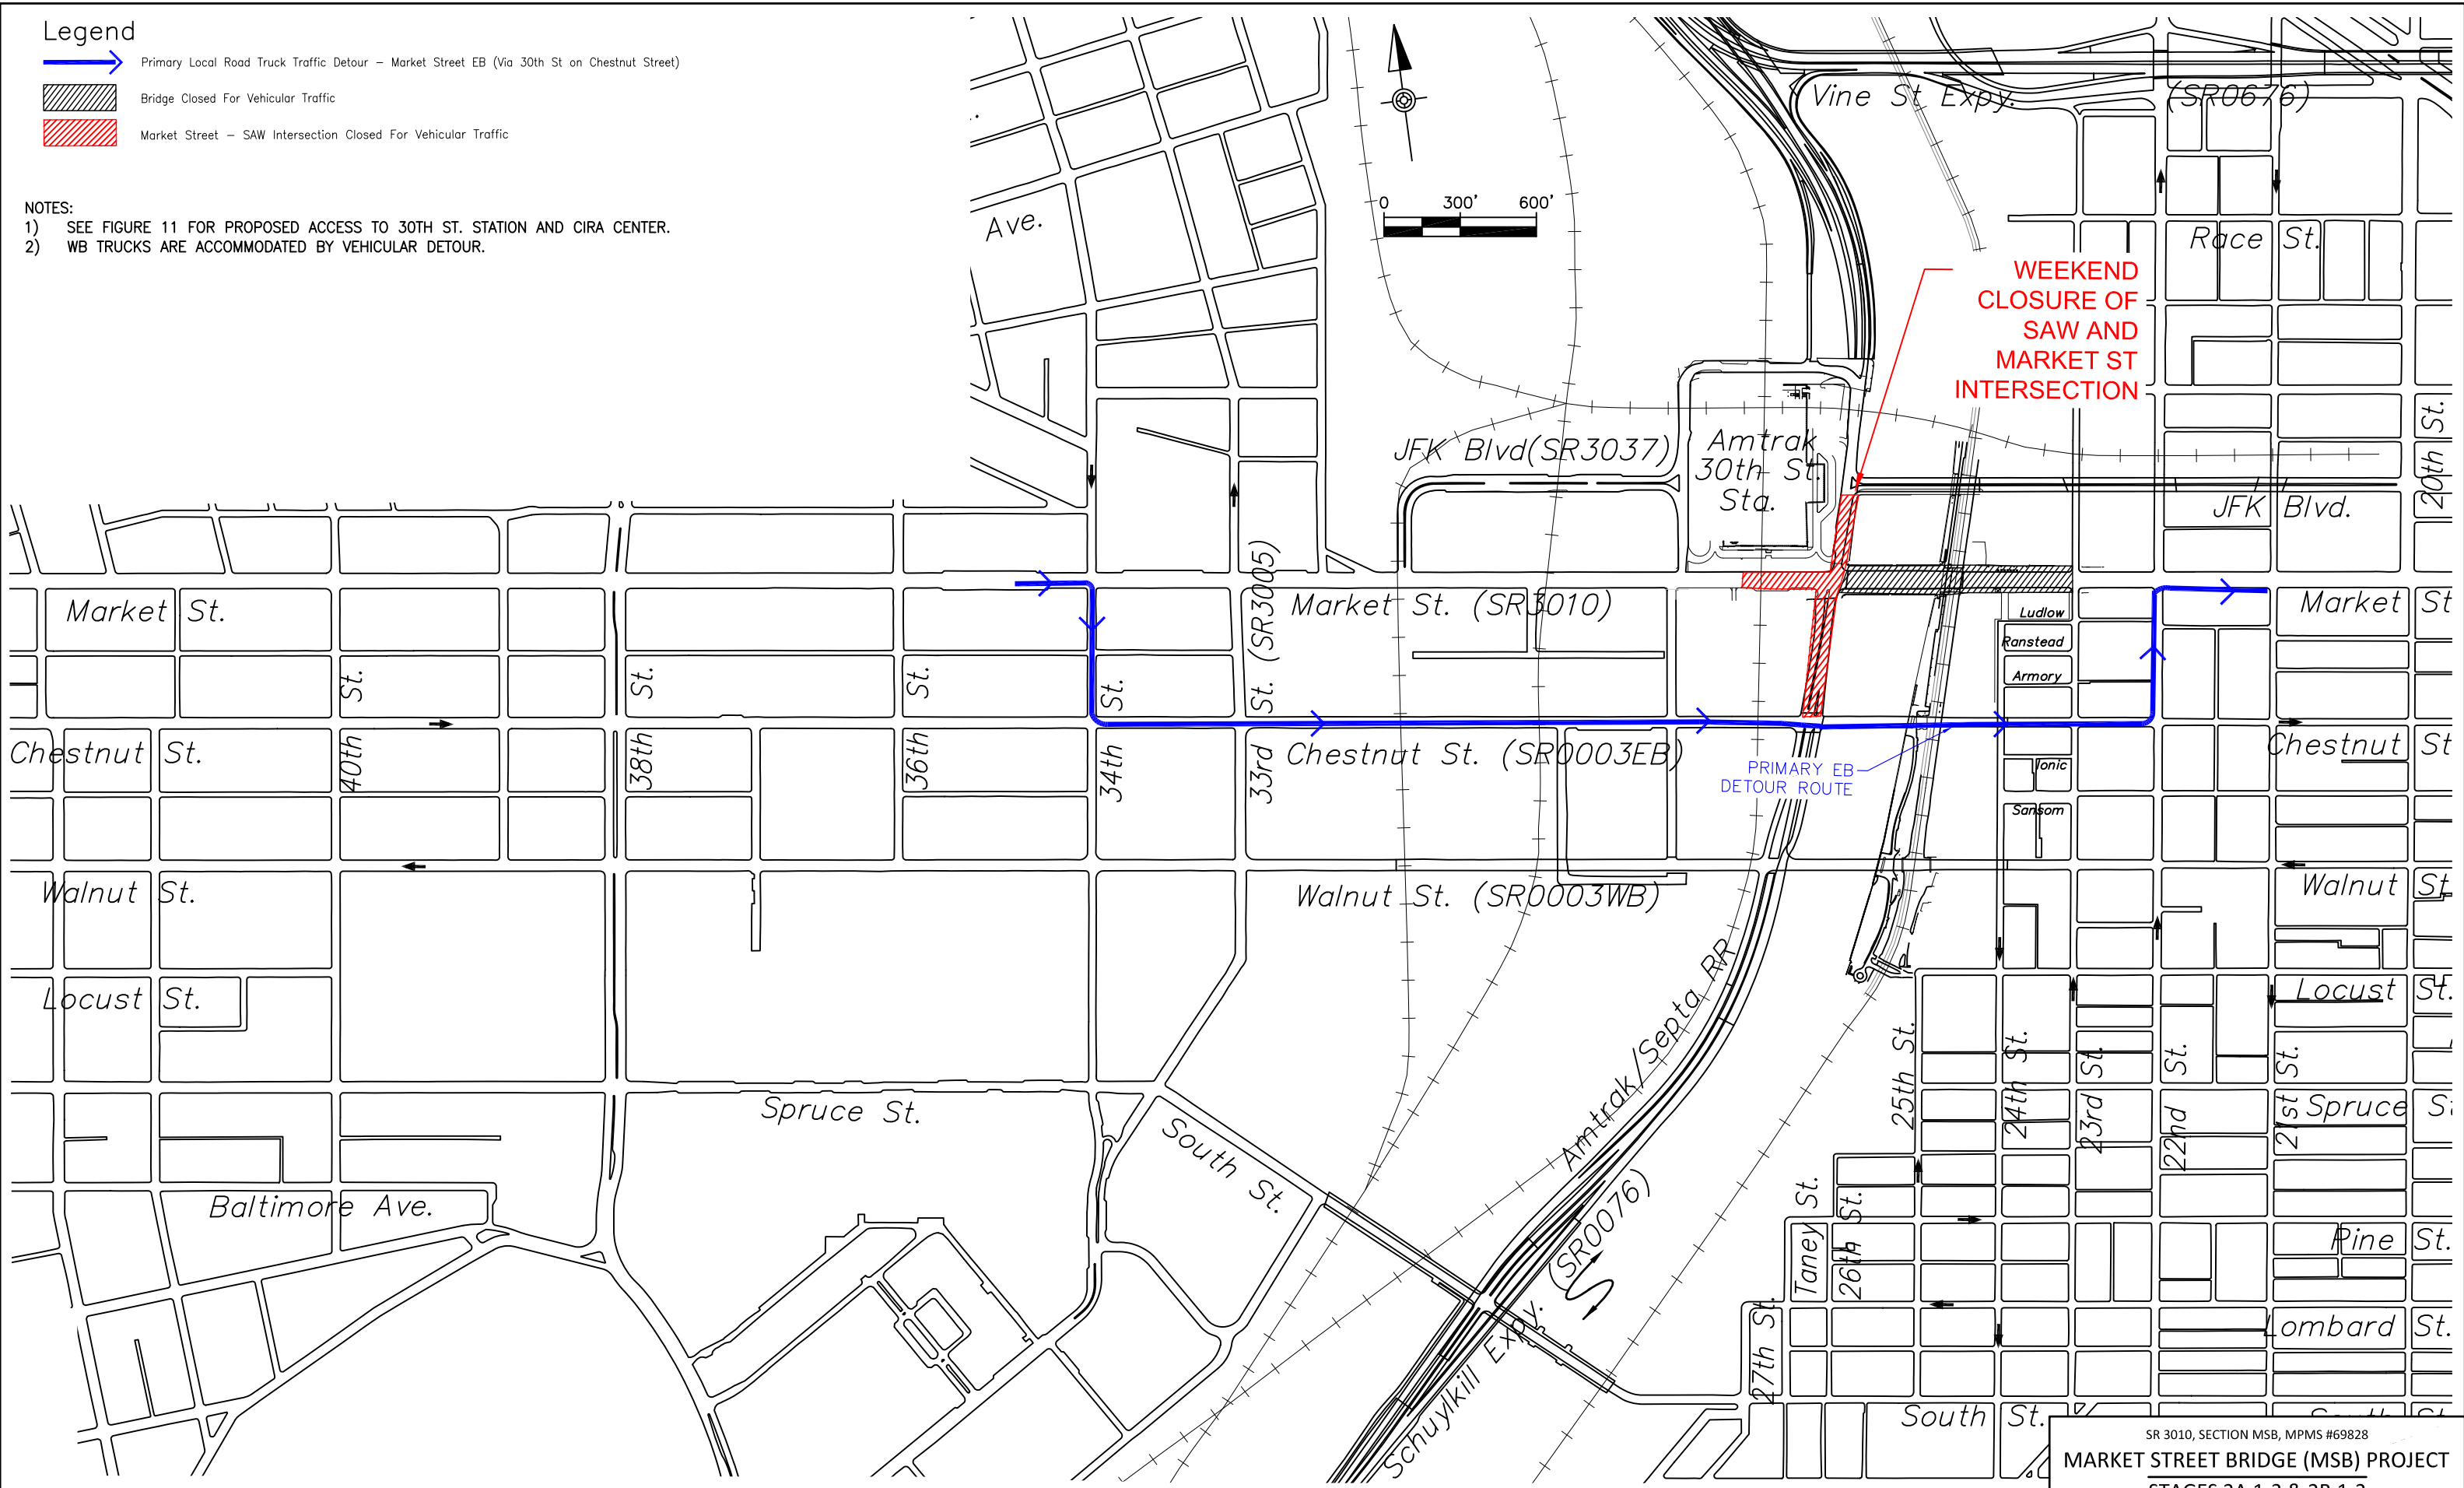 Legend
Primary Local Road Truck Traffic Detour – Market Street EB (Via 30th St on Chestnut Street)
Bridge Closed For Vehicular Traffic
Market Street – SAW Intersection Closed For Vehicular Traffic
NOTES:
1) SEE FIGURE 11 FOR PROPOSED ACCESS TO 30TH ST. STATION AND CIRA CENTER.
2) WB TRUCKS ARE ACCOMMODATED BY VEHICULAR DETOUR.
Ave.
0 300' 600'
Vine St Expy. (SR0676)
Race St.
WEEKEND
CLOSURE OF
SAW AND
MARKET ST
INTERSECTION
JFK Blvd(SR3037)
Amtrak
30th St.
Sta.
20th St.
JFK Blvd.
Market St.
Market St. (SR3010)
Market St
Ludlow
Ranstead
Armory
40th St.
38th St.
36th St.
34th St.
33rd St. (SR3005)
Chestnut St.
Chestnut St. (SR0003EB)
Chestnut St
PRIMARY EB
DETOUR ROUTE
Ionic
Sansom
Walnut St.
Walnut St. (SR0003WB)
Walnut St
Locust St.
Locust St.
Amtrak/Septa RR
25th St.
24th St.
23rd St.
22nd St.
21st St.
Spruce St.
Spruce St
South St.
Baltimore Ave.
Schuylkill Expy. (SR0076)
Taney St.
26th St.
27th St.
Pine St.
Lombard St.
South St.
South St
SR 3010, SECTION MSB, MPMS #69828
MARKET STREET BRIDGE (MSB) PROJECT
STAGES 2A-1-2 & 2B-1-2